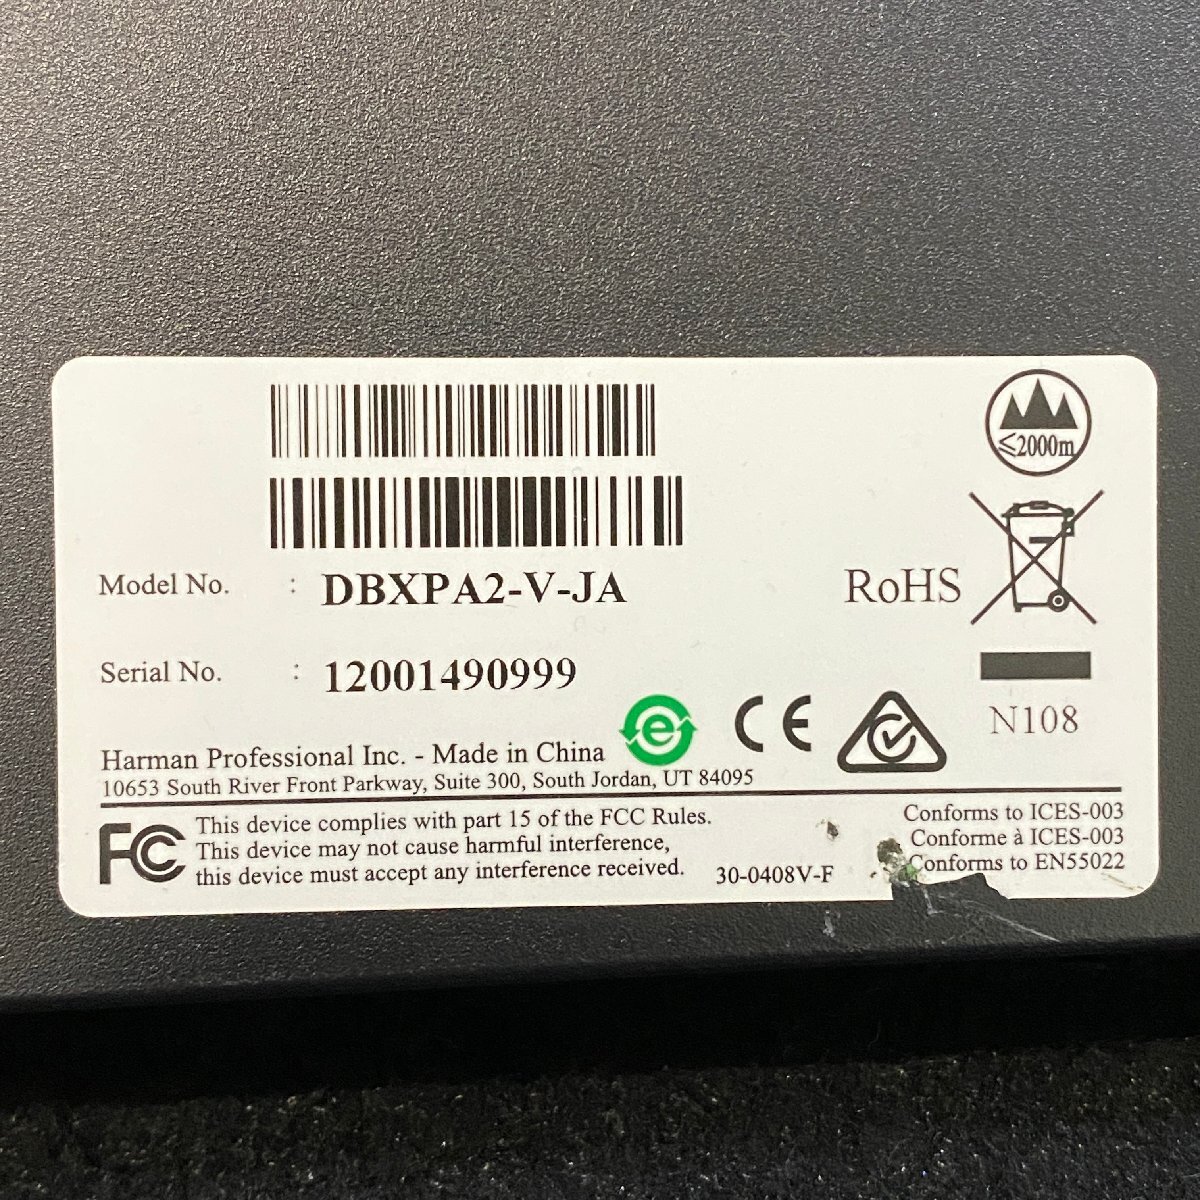 ≤2000m
Model No. : DBXPA2-V-JA
RoHS
Serial No. : 12001490999
N108
e
CE
Harman Professional Inc. - Made in China
10653 South River Front Parkway, Suite 300, South Jordan, UT 84095
FC
This device complies with part 15 of the FCC Rules.
This device may not cause harmful interference,
this device must accept any interference received.
30-0408V-F
Conforms to ICES-003
Conforme à ICES-003
Conforms to EN55022